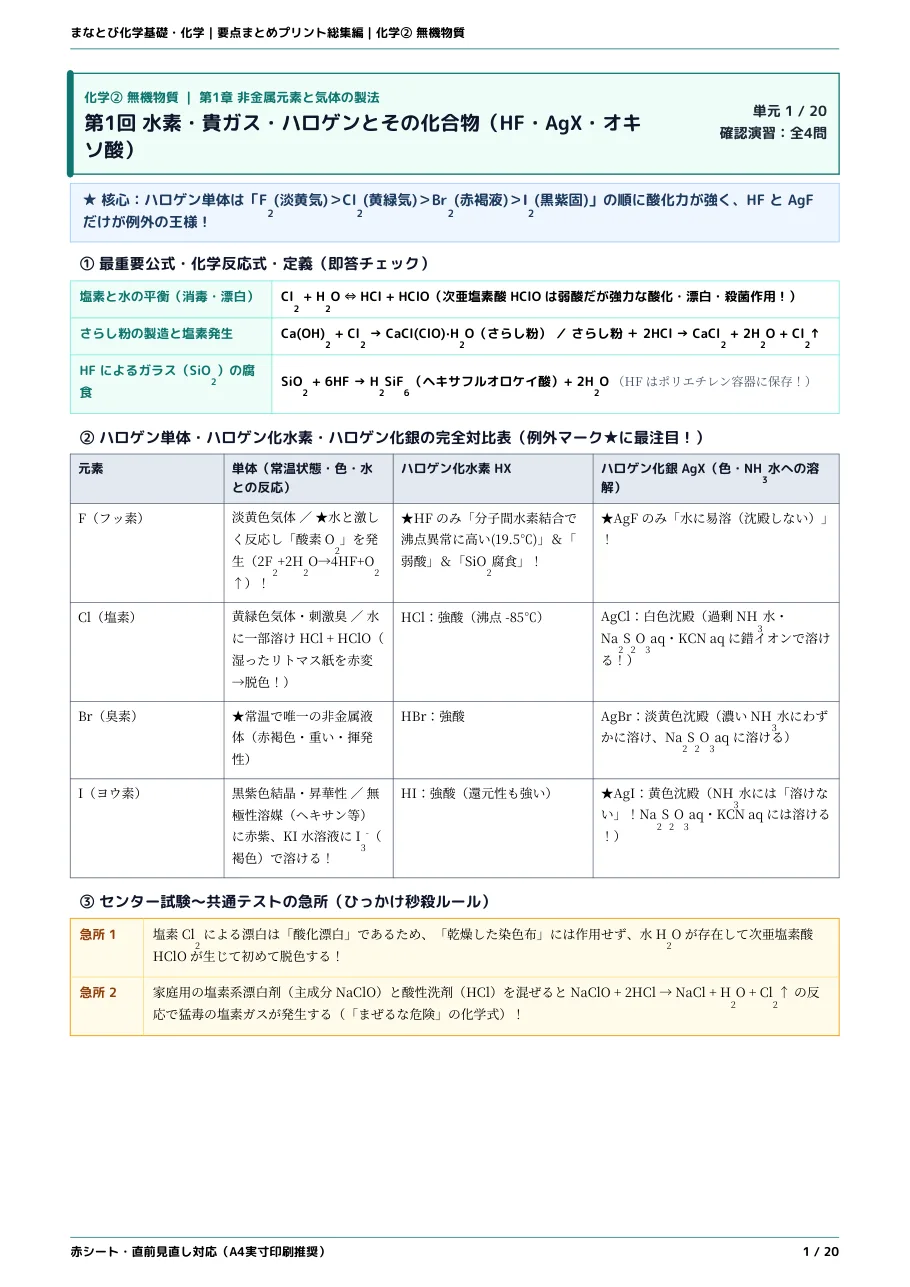 まなとび化学基礎・化学 | 要点まとめプリント総集編 | 化学② 無機物質
化学② 無機物質 | 第1章 非金属元素と気体の製法
第1回 水素・貴ガス・ハロゲンとその化合物（HF・AgX・オキ
ソ酸）
単元 1 / 20
確認演習：全4問
★ 核心：ハロゲン単体は「F₂(淡黄気)＞Cl₂(黄緑気)＞Br₂(赤褐液)＞I₂(黒紫固)」の順に酸化力が強く、HF と AgF
だけが例外の王様！
① 最重要公式・化学反応式・定義（即答チェック）
塩素と水の平衡（消毒・漂白）
Cl₂ + H₂O ⇔ HCl + HClO（次亜塩素酸 HClO は弱酸だが強力な酸化・漂白・殺菌作用！）
さらし粉の製造と塩素発生
Ca(OH)₂ + Cl₂ → CaCl(ClO)·H₂O（さらし粉） ／ さらし粉 ＋ 2HCl → CaCl₂ + 2H₂O + Cl₂↑
HF によるガラス（SiO₂）の腐
食
SiO₂ + 6HF → H₂SiF₆（ヘキサフルオロケイ酸）+ 2H₂O （HF はポリエチレン容器に保存！）
② ハロゲン単体・ハロゲン化水素・ハロゲン化銀の完全対比表（例外マーク★に最注目！）
元素
単体（常温状態・色・水
との反応）
ハロゲン化水素 HX
ハロゲン化銀 AgX（色・NH₃水への溶
解）
F（フッ素）
淡黄色気体 ／ ★水と激し
く反応し「酸素 O₂」を発
生（2F₂+2H₂O→4HF+O₂
↑）！
★HF のみ「分子間水素結合で
沸点異常に高い(19.5℃)」＆「
弱酸」＆「SiO₂腐食」！
★AgF のみ「水に易溶（沈殿しない）」
！
Cl（塩素）
黄緑色気体・刺激臭 ／ 水
に一部溶け HCl + HClO（
湿ったリトマス紙を赤変
→脱色！）
HCl：強酸（沸点 -85℃）
AgCl：白色沈殿（過剰 NH₃水・
Na₂S₂O₃aq・KCN aq に錯イオンで溶け
る！）
Br（臭素）
★常温で唯一の非金属液
体（赤褐色・重い・揮発
性）
HBr：強酸
AgBr：淡黄色沈殿（濃い NH₃水にわず
かに溶け、Na₂S₂O₃aq に溶ける）
I（ヨウ素）
黒紫色結晶・昇華性 ／ 無
極性溶媒（ヘキサン等）
に赤紫、KI 水溶液に I₃⁻（
褐色）で溶ける！
HI：強酸（還元性も強い）
★AgI：黄色沈殿（NH₃水には「溶けな
い」！Na₂S₂O₃aq・KCN aq には溶ける
！）
③ センター試験〜共通テストの急所（ひっかけ秒殺ルール）
急所 1
塩素 Cl₂ による漂白は「酸化漂白」であるため、「乾燥した染色布」には作用せず、水 H₂O が存在して次亜塩素酸
HClO が生じて初めて脱色する！
急所 2
家庭用の塩素系漂白剤（主成分 NaClO）と酸性洗剤（HCl）を混ぜると NaClO + 2HCl → NaCl + H₂O + Cl₂↑ の反
応で猛毒の塩素ガスが発生する（「まぜるな危険」の化学式）！
赤シート・直前見直し対応（A4実寸印刷推奨）
1 / 20